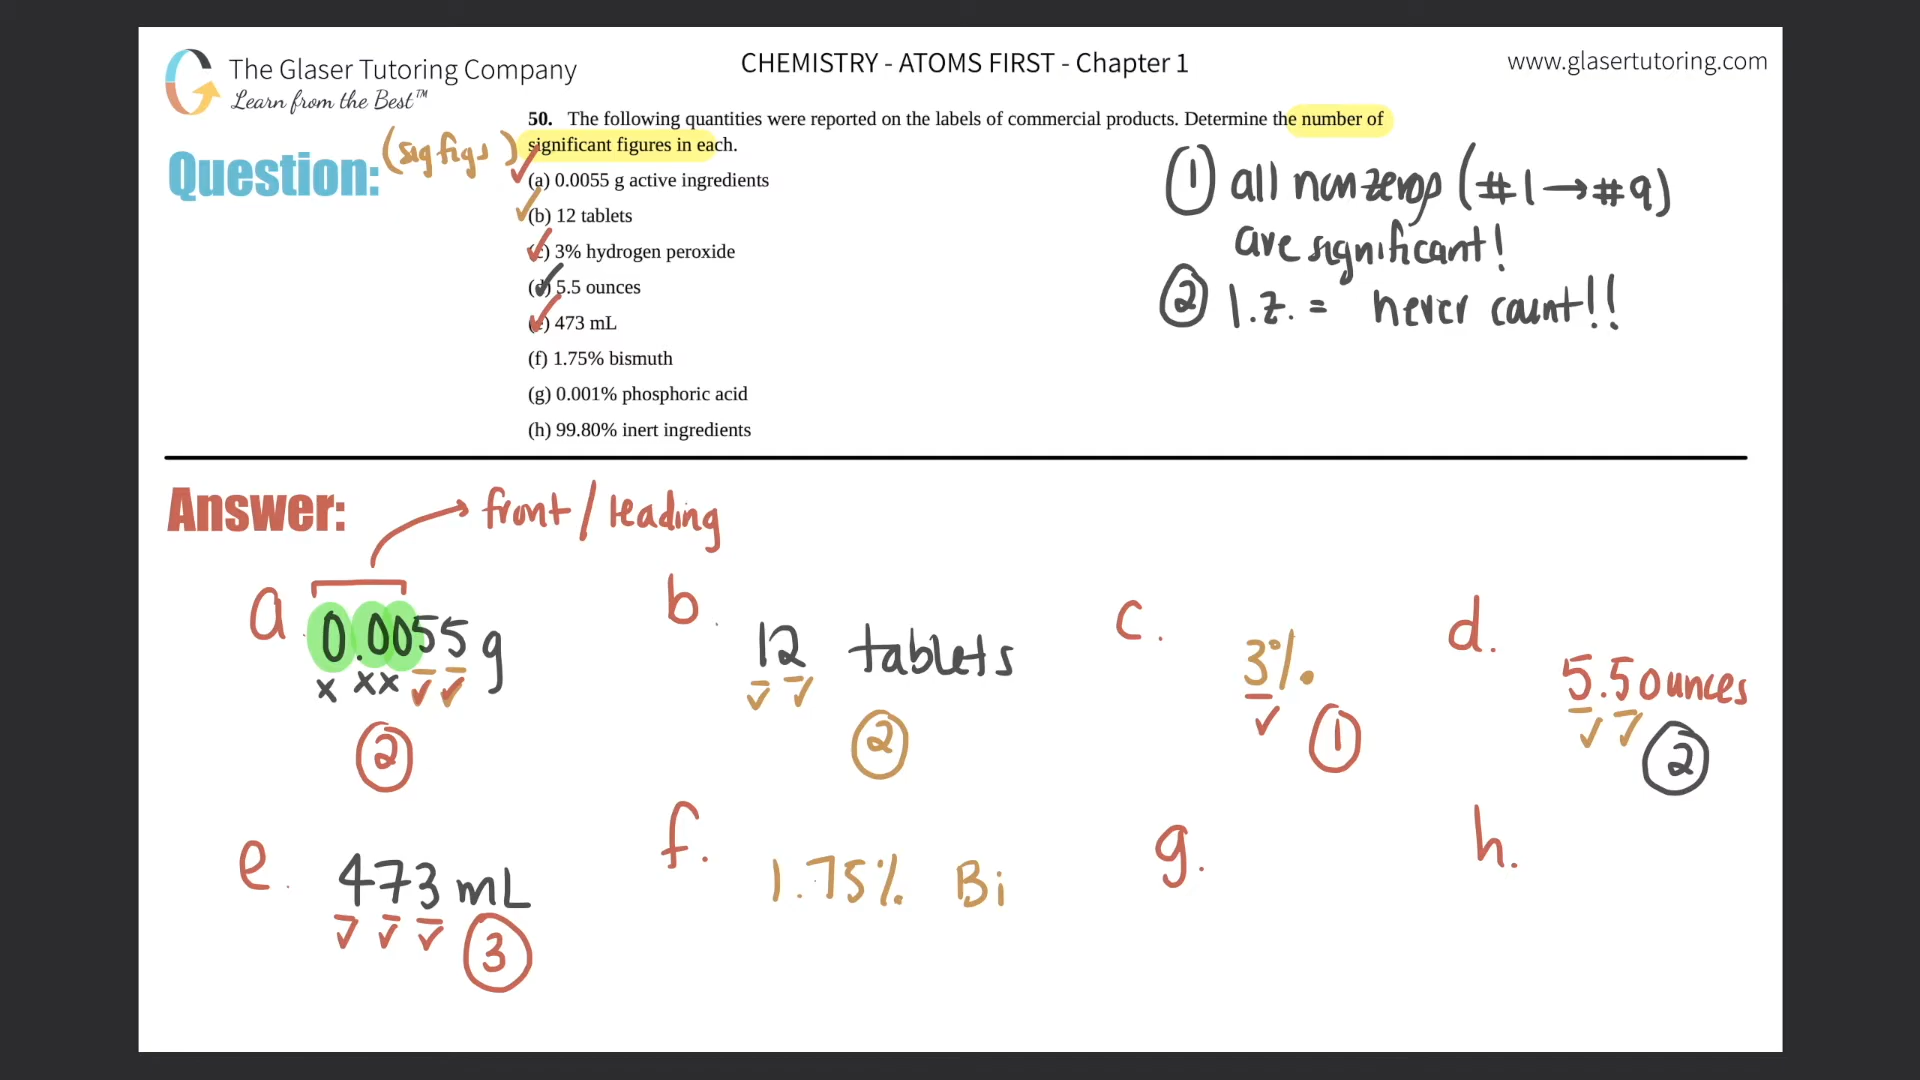 The Glaser Tutoring Company
Learn from the Best™
CHEMISTRY - ATOMS FIRST - Chapter 1
www.glasertutoring.com
Question:
(sig figs)
50. The following quantities were reported on the labels of commercial products. Determine the number of
significant figures in each.
(a) 0.0055 g active ingredients
(b) 12 tablets
(c) 3% hydrogen peroxide
(d) 5.5 ounces
(e) 473 mL
(f) 1.75% bismuth
(g) 0.001% phosphoric acid
(h) 99.80% inert ingredients
① all nonzero (#1→#9)
are significant!
② l.z. = never count!!
Answer:
front/leading
a. 0.0055 g
x xx ✓✓
②
b. 12 tablets
✓ ✓
②
c. 3%
✓
①
d. 5.5 ounces
✓ ✓
②
e. 473 mL
✓ ✓ ✓
③
f. 1.75% Bi
g.
h.